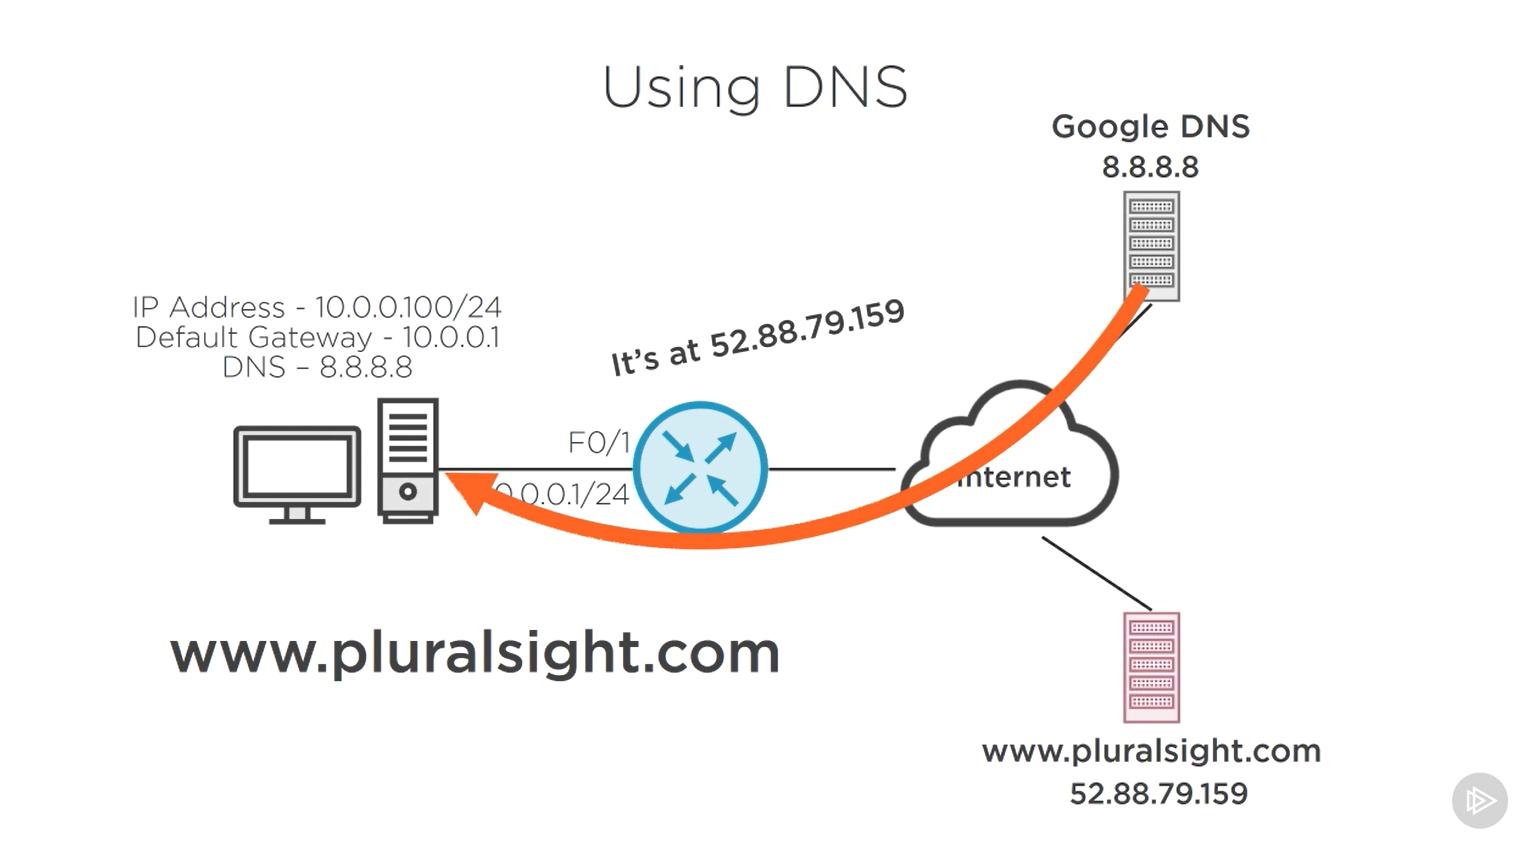 Using DNS
Google DNS
8.8.8.8
IP Address - 10.0.0.100/24
Default Gateway - 10.0.0.1
DNS – 8.8.8.8
It's at 52.88.79.159
F0/1
0.0.0.1/24
Internet
www.pluralsight.com
www.pluralsight.com
52.88.79.159